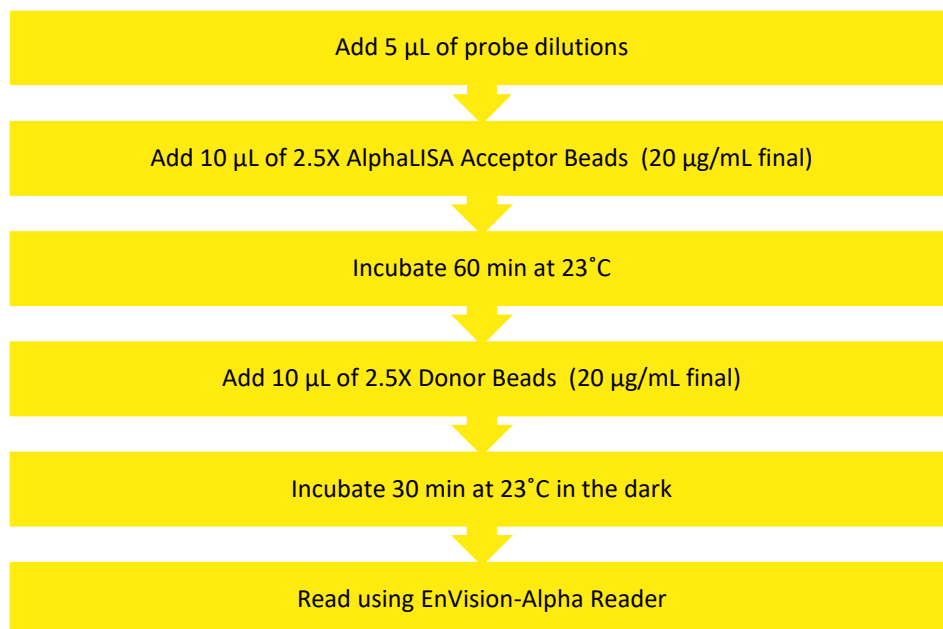 Add 5 µL of probe dilutions
Add 10 µL of 2.5X AlphaLISA Acceptor Beads  (20 µg/mL final)
Incubate 60 min at 23˚C
Add 10 µL of 2.5X Donor Beads  (20 µg/mL final)
Incubate 30 min at 23˚C in the dark
Read using EnVision-Alpha Reader